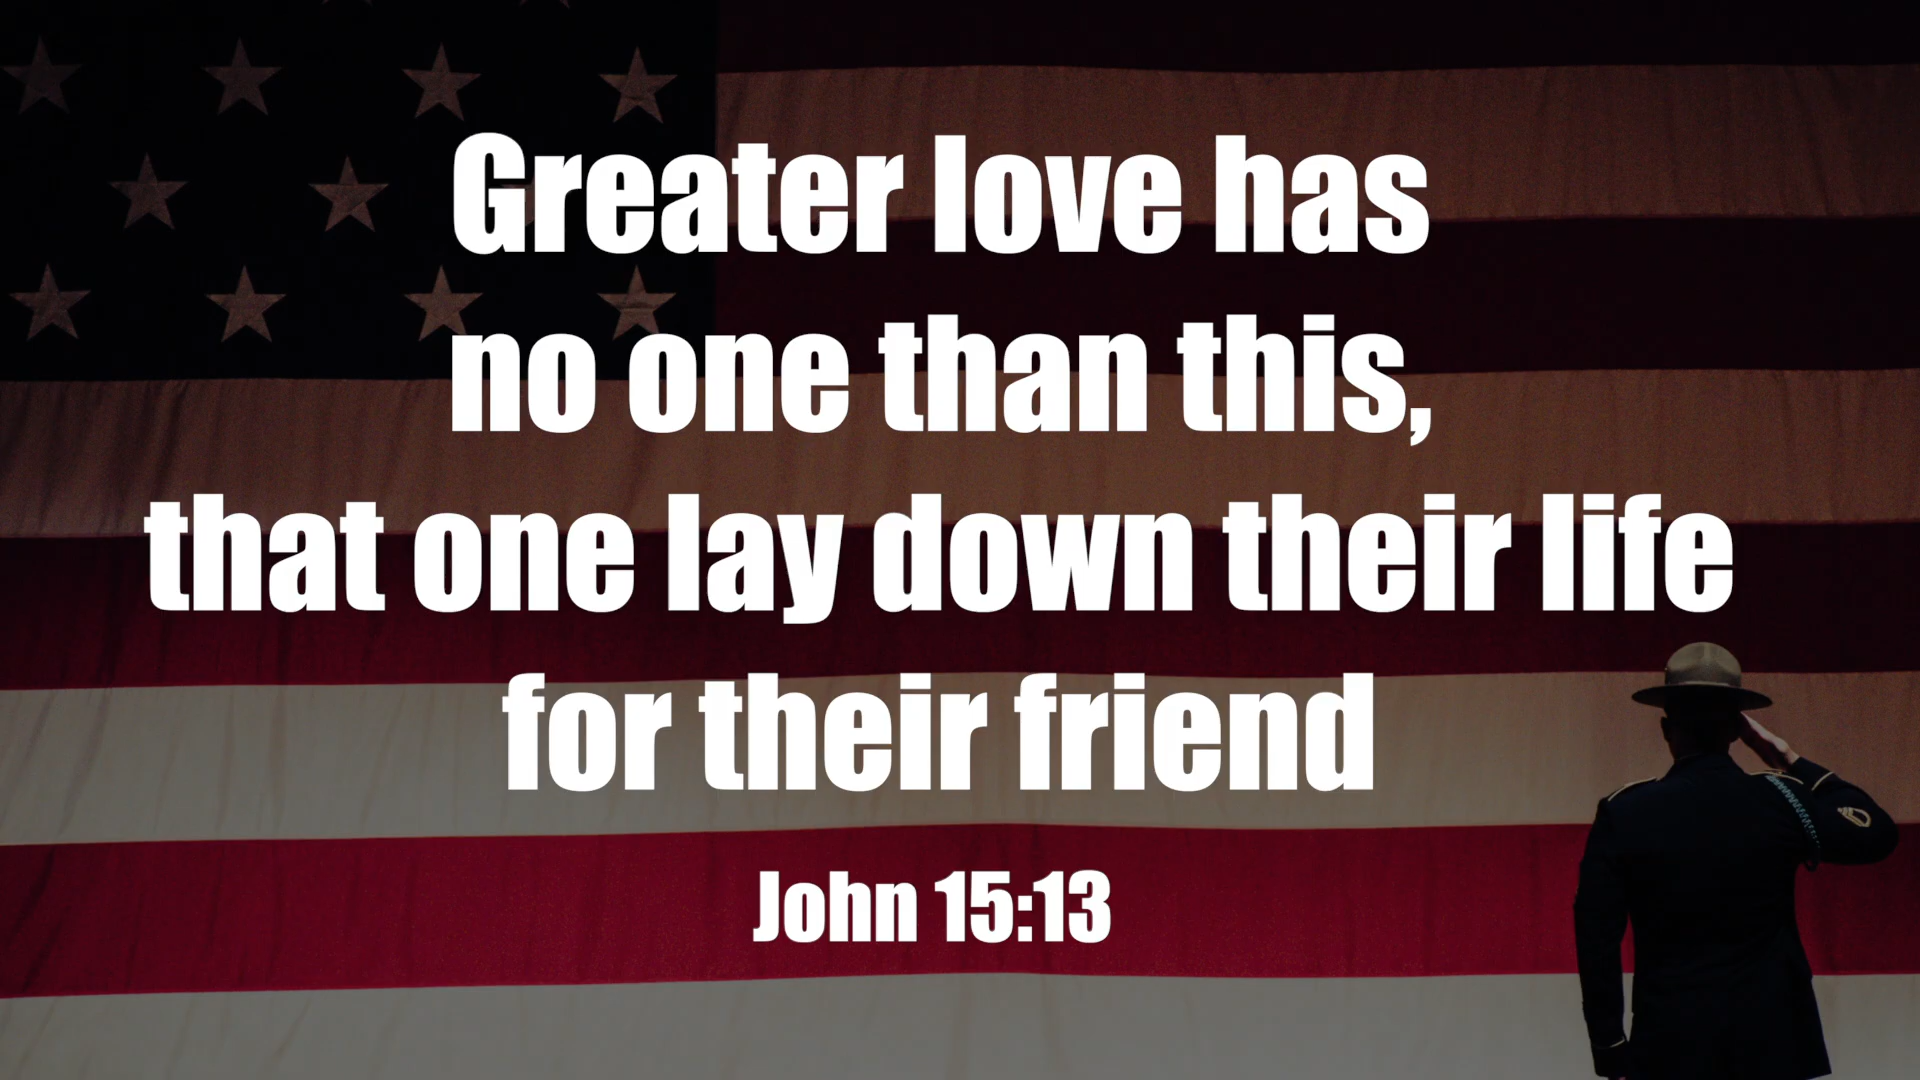 Greater love has
no one than this,
that one lay down their life
for their friend
John 15:13